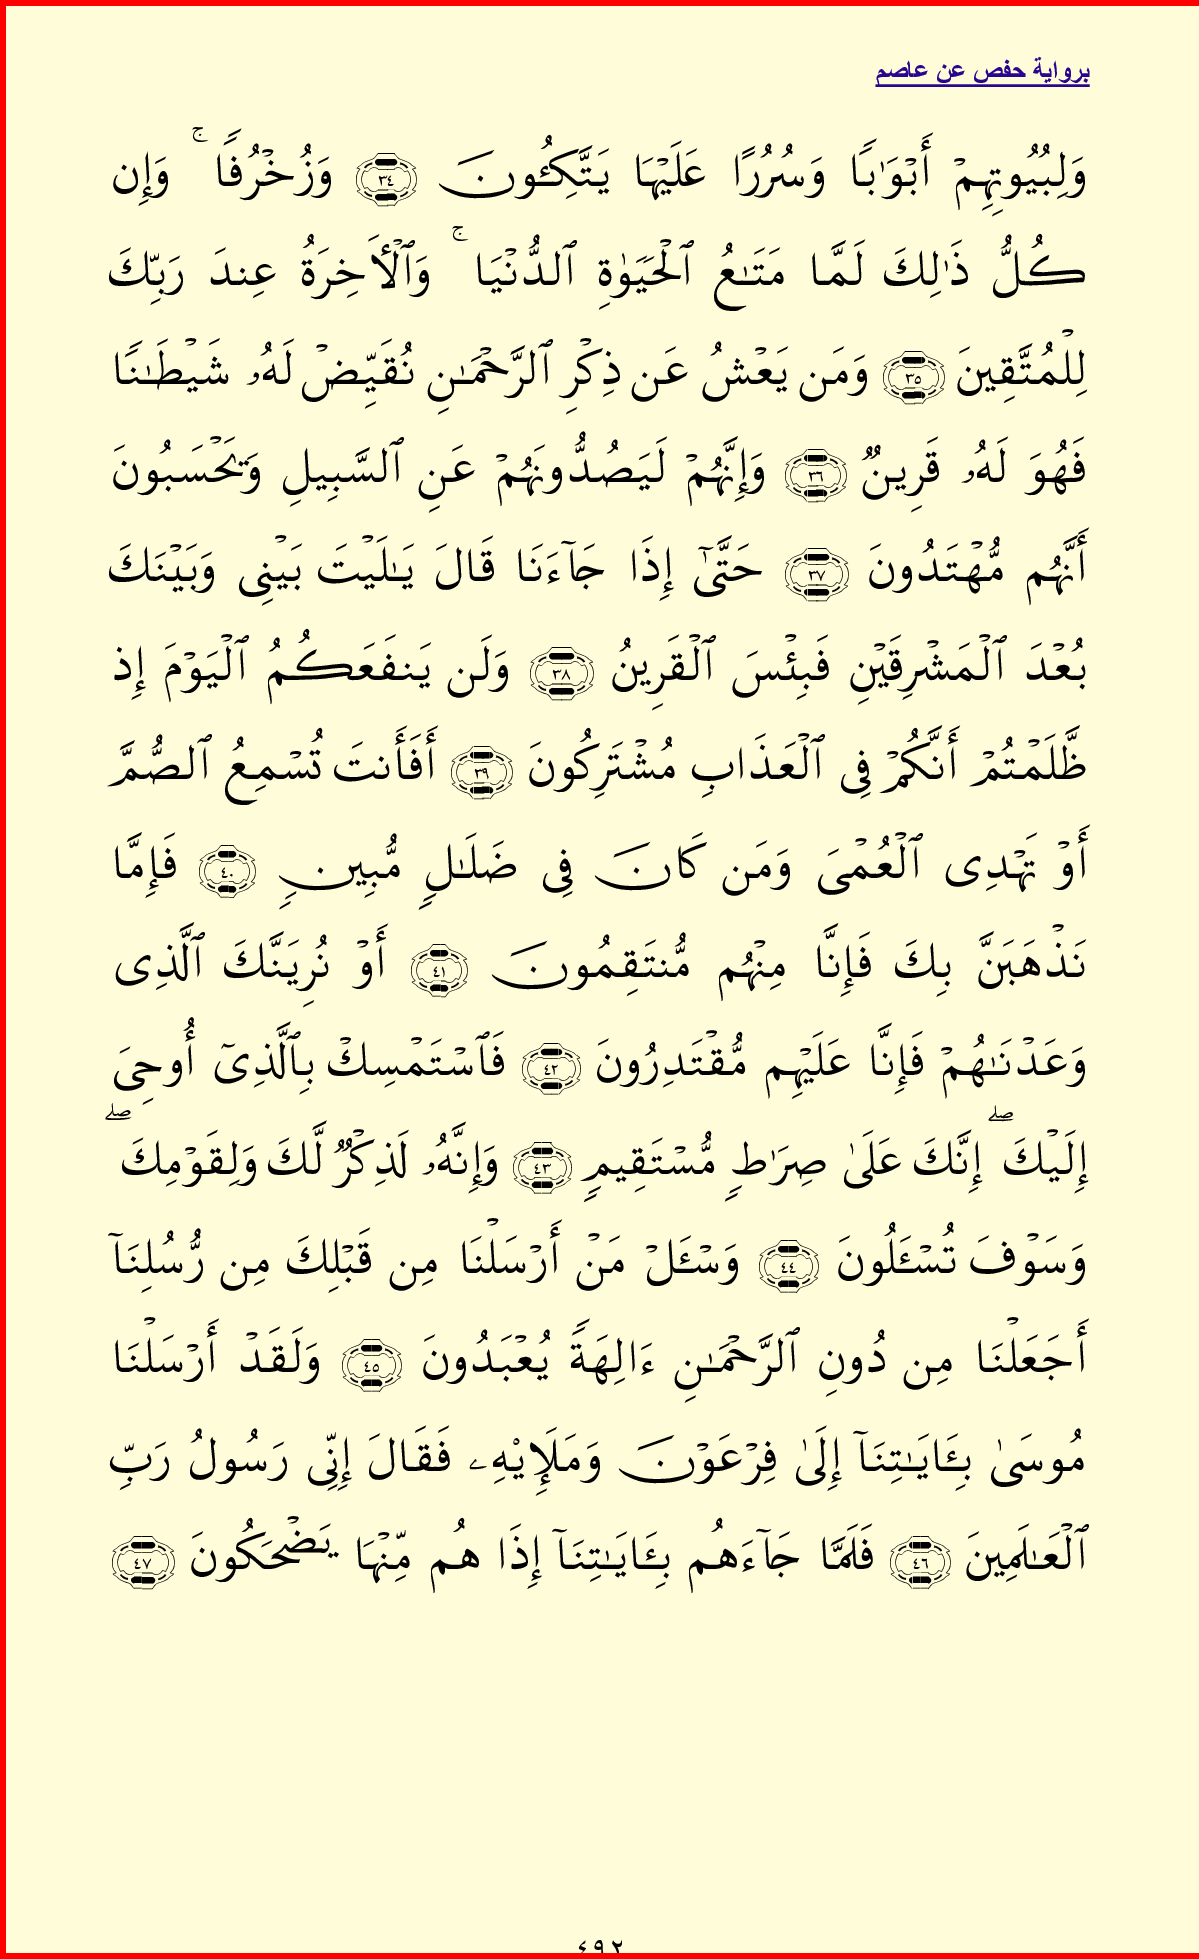 برواية حفص عن عاصم
وَلِبُيُوتِهِمۡ أَبۡوَٰبٗا وَسُرُرًا عَلَيۡهَا يَتَّكِـُٔونَ ٣٤ وَزُخۡرُفٗاۚ وَإِن
كُلُّ ذَٰلِكَ لَمَّا مَتَٰعُ ٱلۡحَيَوٰةِ ٱلدُّنۡيَاۚ وَٱلۡأٓخِرَةُ عِندَ رَبِّكَ
لِلۡمُتَّقِينَ ٣٥ وَمَن يَعۡشُ عَن ذِكۡرِ ٱلرَّحۡمَٰنِ نُقَيِّضۡ لَهُۥ شَيۡطَٰنٗا
فَهُوَ لَهُۥ قَرِينٞ ٣٦ وَإِنَّهُمۡ لَيَصُدُّونَهُمۡ عَنِ ٱلسَّبِيلِ وَيَحۡسَبُونَ
أَنَّهُم مُّهۡتَدُونَ ٣٧ حَتَّىٰٓ إِذَا جَآءَنَا قَالَ يَٰلَيۡتَ بَيۡنِي وَبَيۡنَكَ
بُعۡدَ ٱلۡمَشۡرِقَيۡنِ فَبِئۡسَ ٱلۡقَرِينُ ٣٨ وَلَن يَنفَعَكُمُ ٱلۡيَوۡمَ إِذ
ظَّلَمۡتُمۡ أَنَّكُمۡ فِي ٱلۡعَذَابِ مُشۡتَرِكُونَ ٣٩ أَفَأَنتَ تُسۡمِعُ ٱلصُّمَّ
أَوۡ تَهۡدِي ٱلۡعُمۡيَ وَمَن كَانَ فِي ضَلَٰلٖ مُّبِينٖ ٤٠ فَإِمَّا
نَذۡهَبَنَّ بِكَ فَإِنَّا مِنۡهُم مُّنتَقِمُونَ ٤١ أَوۡ نُرِيَنَّكَ ٱلَّذِي
وَعَدۡنَٰهُمۡ فَإِنَّا عَلَيۡهِم مُّقۡتَدِرُونَ ٤٢ فَٱسۡتَمۡسِكۡ بِٱلَّذِيٓ أُوحِيَ
إِلَيۡكَۖ إِنَّكَ عَلَىٰ صِرَٰطٖ مُّسۡتَقِيمٖ ٤٣ وَإِنَّهُۥ لَذِكۡرٞ لَّكَ وَلِقَوۡمِكَۖ
وَسَوۡفَ تُسۡـَٔلُونَ ٤٤ وَسۡـَٔلۡ مَنۡ أَرۡسَلۡنَا مِن قَبۡلِكَ مِن رُّسُلِنَآ
أَجَعَلۡنَا مِن دُونِ ٱلرَّحۡمَٰنِ ءَالِهَةٗ يُعۡبَدُونَ ٤٥ وَلَقَدۡ أَرۡسَلۡنَا
مُوسَىٰ بِـَٔايَٰتِنَآ إِلَىٰ فِرۡعَوۡنَ وَمَلَإِيْهِۦ فَقَالَ إِنِّي رَسُولُ رَبِّ
ٱلۡعَٰلَمِينَ ٤٦ فَلَمَّا جَآءَهُم بِـَٔايَٰتِنَآ إِذَا هُم مِّنۡهَا يَضۡحَكُونَ ٤٧
٤٩٢